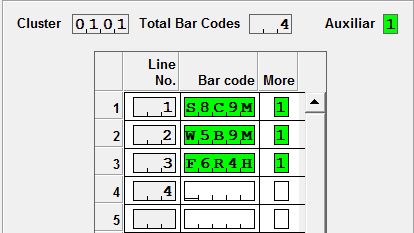 Cluster 0101 Total Bar Codes 4 Auxiliar 1
Line No. Bar code More
1 1 S8C9M 1
2 2 W5B9M 1
3 3 F6R4H 1
4 4
5